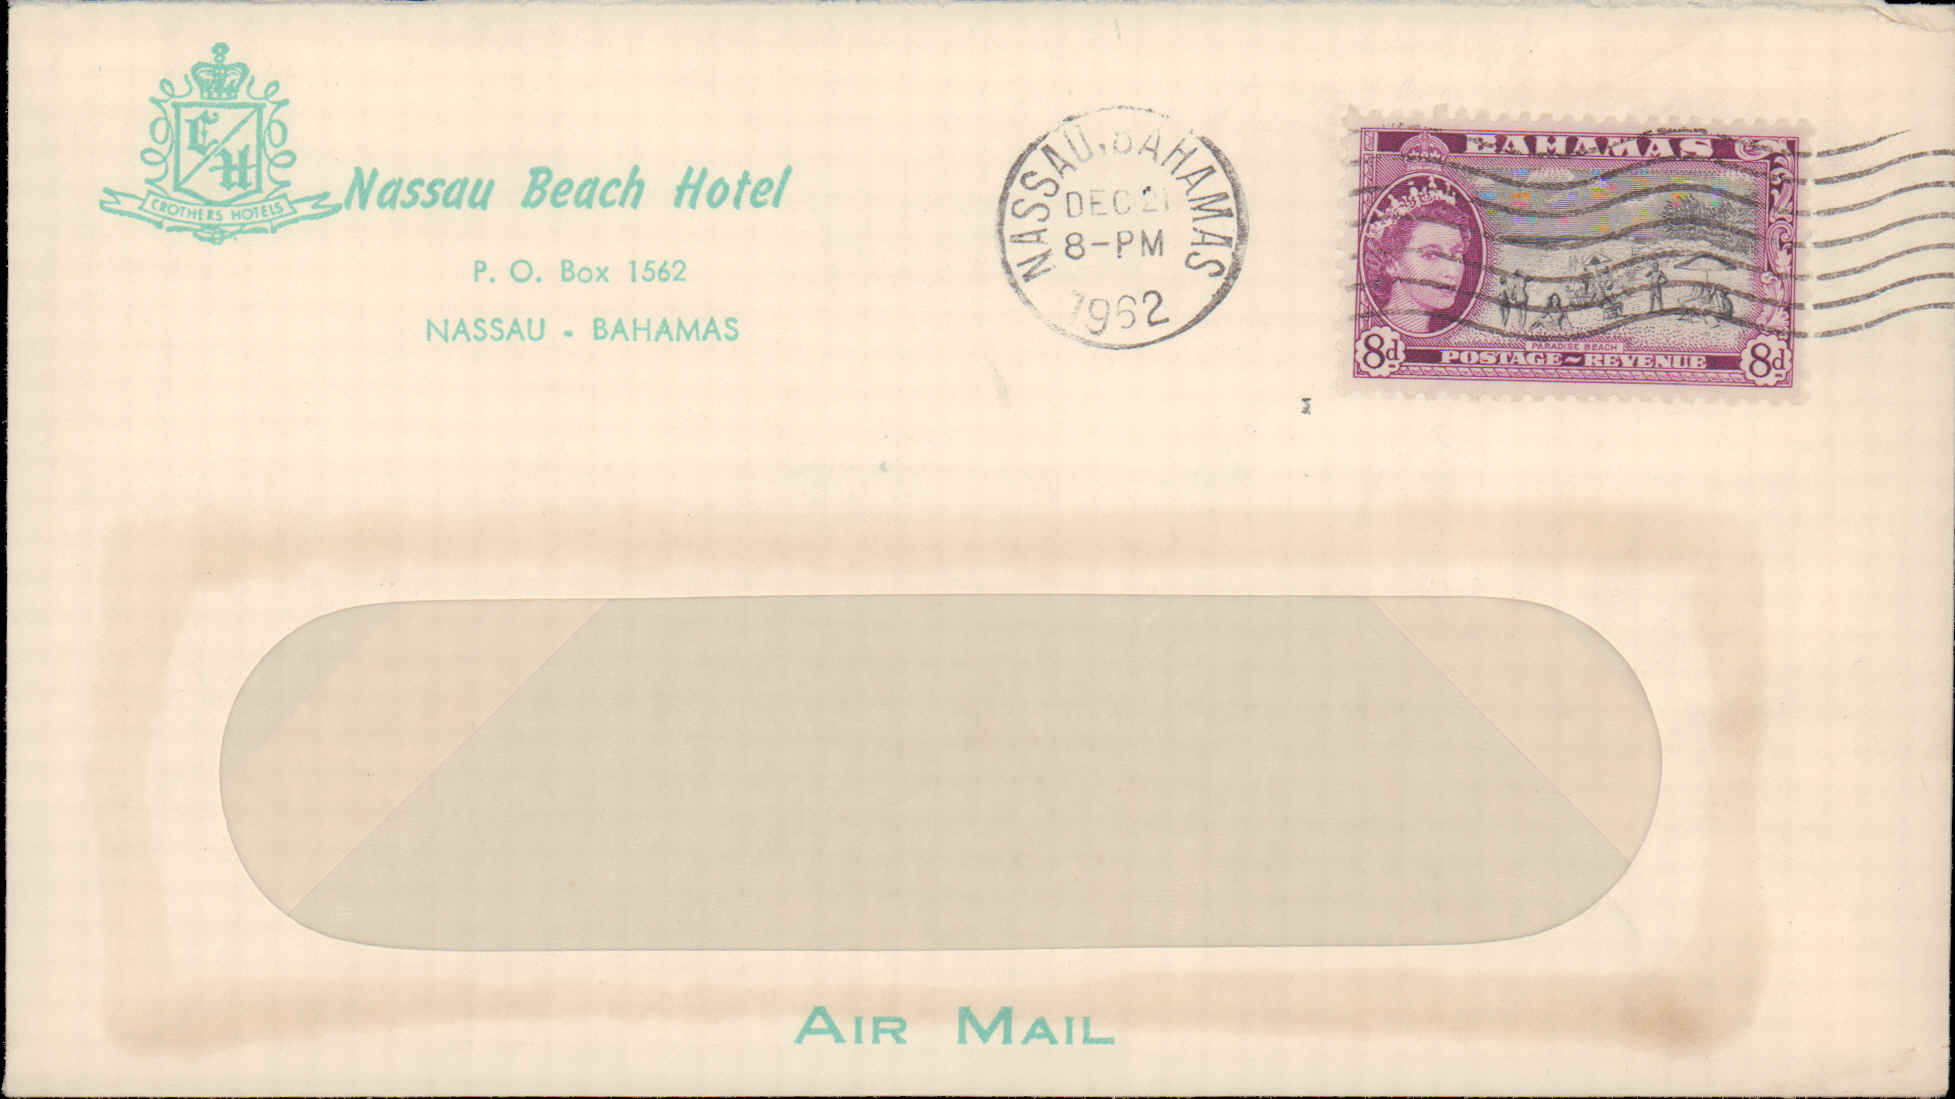 CH
CROTHERS HOTELS
Nassau Beach Hotel
P. O. Box 1562
NASSAU - BAHAMAS
NASSAU, BAHAMAS
DEC 21
8-PM
1962
BAHAMAS
PARADISE BEACH
8d POSTAGE~REVENUE 8d
AIR MAIL